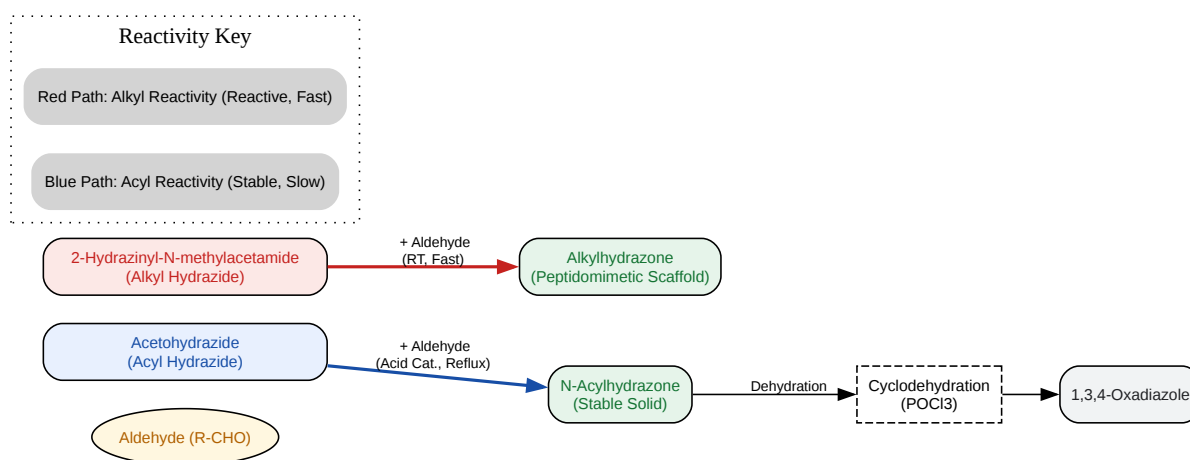 Reactivity Key
Red Path: Alkyl Reactivity (Reactive, Fast)
Blue Path: Acyl Reactivity (Stable, Slow)
2-Hydrazinyl-N-methylacetamide
(Alkyl Hydrazide)
+ Aldehyde
(RT, Fast)
Alkylhydrazone
(Peptidomimetic Scaffold)
Acetohydrazide
(Acyl Hydrazide)
+ Aldehyde
(Acid Cat., Reflux)
N-Acylhydrazone
(Stable Solid)
Dehydration
Cyclodehydration
(POCl3)
1,3,4-Oxadiazole
Aldehyde (R-CHO)